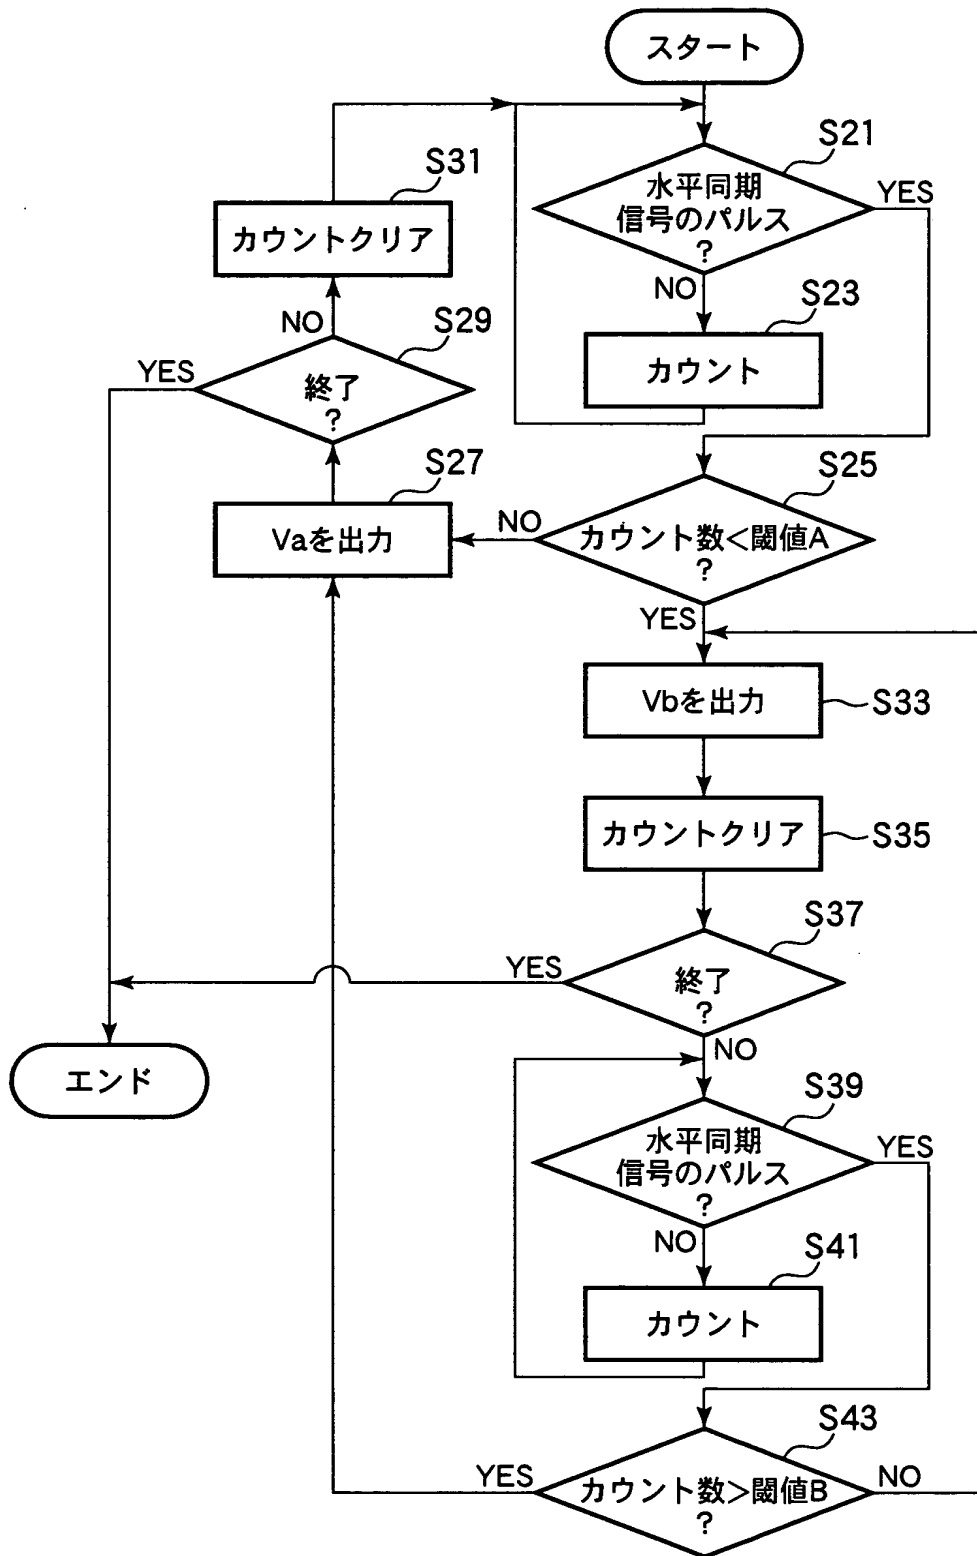 スタート
S21
水平同期
信号のパルス
?
YES
NO
S23
カウント
S31
カウントクリア
NO
S29
YES
終了
?
S27
Vaを出力
S25
NO
カウント数<閾値A
?
YES
Vbを出力
S33
カウントクリア
S35
S37
YES
終了
?
NO
エンド
S39
水平同期
信号のパルス
?
YES
NO
S41
カウント
S43
YES
カウント数>閾値B
?
NO